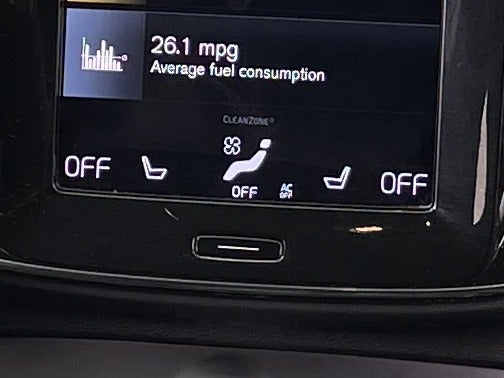 26.1 mpg
Average fuel consumption
CLEANZONE®
OFF
OFF
AC
OFF
OFF